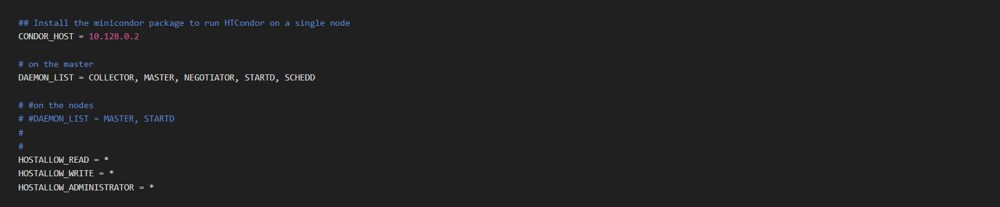 ## Install the minicondor package to run HTCondor on a single node
CONDOR_HOST = 10.128.0.2
# on the master
DAEMON_LIST = COLLECTOR, MASTER, NEGOTIATOR, STARTD, SCHEDD
# #on the nodes
# #DAEMON_LIST = MASTER, STARTD
#
#
HOSTALLOW_READ = *
HOSTALLOW_WRITE = *
HOSTALLOW_ADMINISTRATOR = *